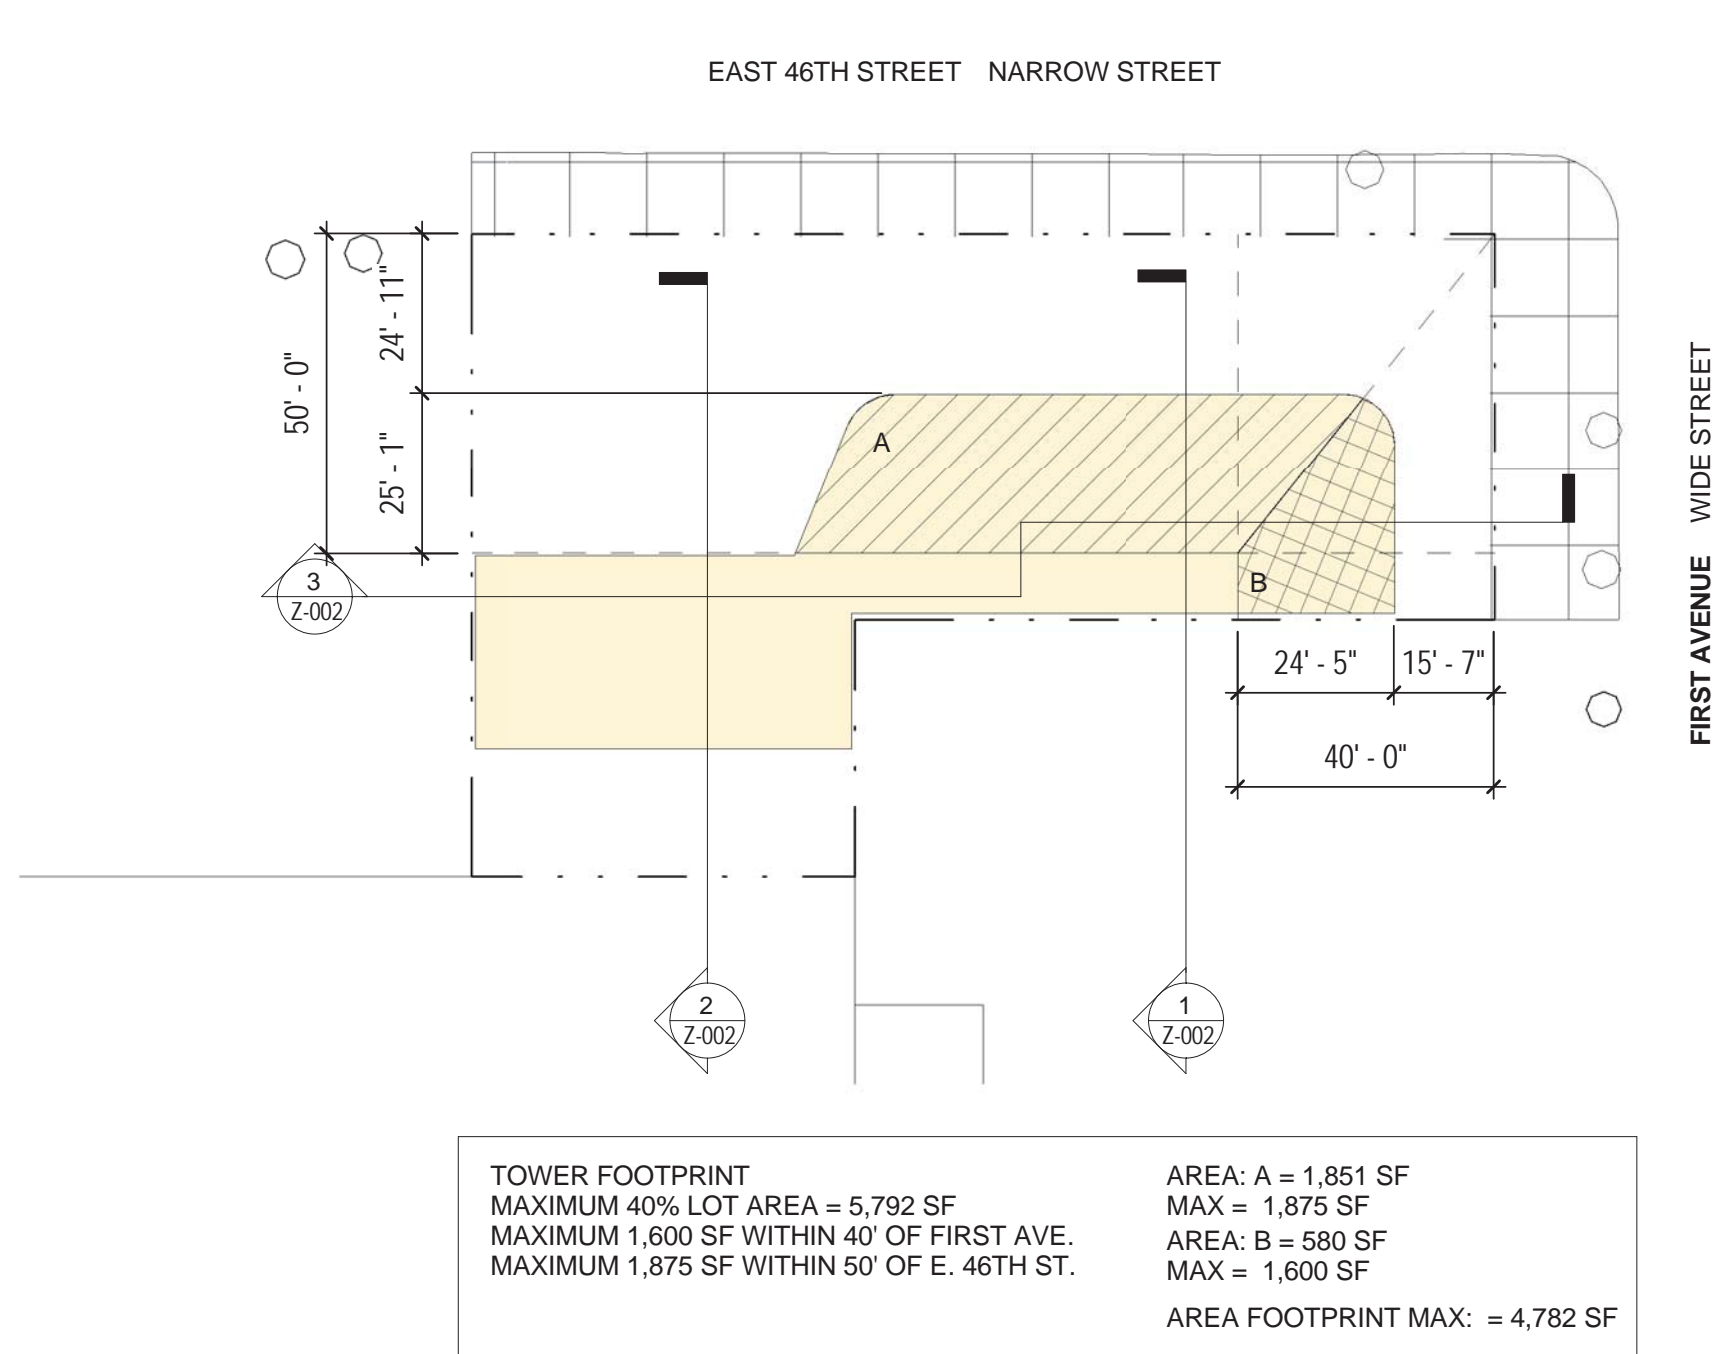 EAST 46TH STREET NARROW STREET
24' - 11"
50' - 0"
25' - 1"
A
B
3
Z-002
24' - 5"
15' - 7"
40' - 0"
FIRST AVENUE WIDE STREET
2
Z-002
1
Z-002
TOWER FOOTPRINT
MAXIMUM 40% LOT AREA = 5,792 SF
MAXIMUM 1,600 SF WITHIN 40' OF FIRST AVE.
MAXIMUM 1,875 SF WITHIN 50' OF E. 46TH ST.
AREA: A = 1,851 SF
MAX = 1,875 SF
AREA: B = 580 SF
MAX = 1,600 SF
AREA FOOTPRINT MAX: = 4,782 SF